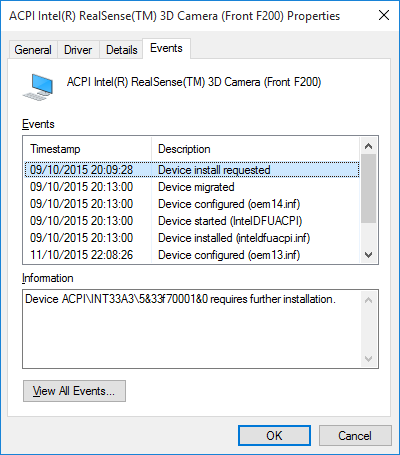 ACPI Intel(R) RealSense(TM) 3D Camera (Front F200) Properties
General Driver Details Events
ACPI Intel(R) RealSense(TM) 3D Camera (Front F200)
Events
Timestamp Description
09/10/2015 20:09:28 Device install requested
09/10/2015 20:13:00 Device migrated
09/10/2015 20:13:00 Device configured (oem14.inf)
09/10/2015 20:13:00 Device started (IntelDFUACPI)
09/10/2015 20:13:00 Device installed (inteldfuacpi.inf)
11/10/2015 22:08:26 Device configured (oem13.inf)
Information
Device ACPI\INT33A3\5&33f70001&0 requires further installation.
View All Events...
OK Cancel